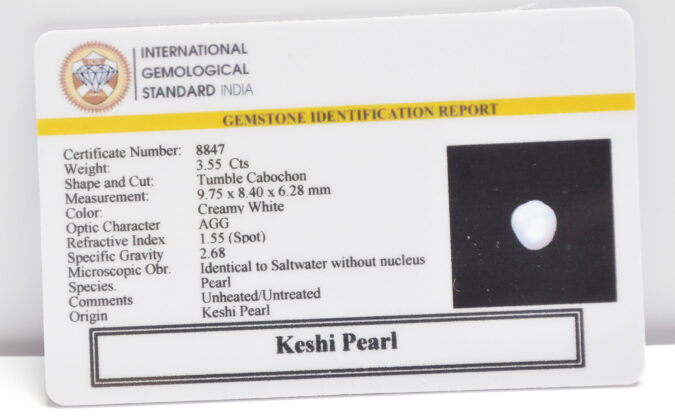 INTERNATIONAL
GEMOLOGICAL
STANDARD INDIA
GEMSTONE IDENTIFICATION REPORT
Certificate Number: 8847
Weight: 3.55 Cts
Shape and Cut: Tumble Cabochon
Measurement: 9.75 x 8.40 x 6.28 mm
Color: Creamy White
Optic Character AGG
Refractive Index 1.55 (Spot)
Specific Gravity 2.68
Microscopic Obr. Identical to Saltwater without nucleus
Species. Pearl
Comments Unheated/Untreated
Origin Keshi Pearl
Keshi Pearl